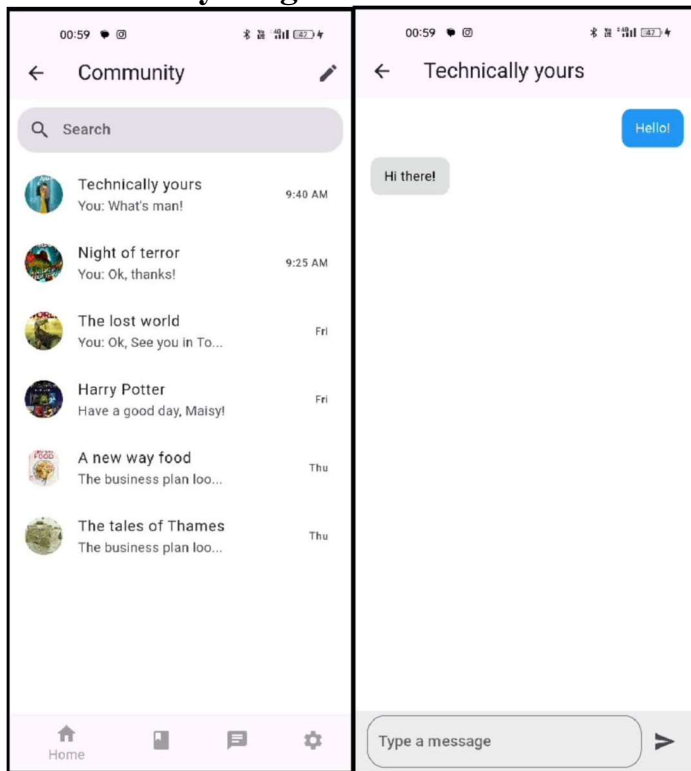 00:59
42
Community
Search
Technically yours
9:40 AM
You: What's man!
Night of terror
9:25 AM
You: Ok, thanks!
The lost world
Fri
You: Ok, See you in To...
Harry Potter
Fri
Have a good day, Maisy!
A new way food
Thu
The business plan loo...
The tales of Thames
Thu
The business plan loo...
Home
00:59
42
Technically yours
Hello!
Hi there!
Type a message